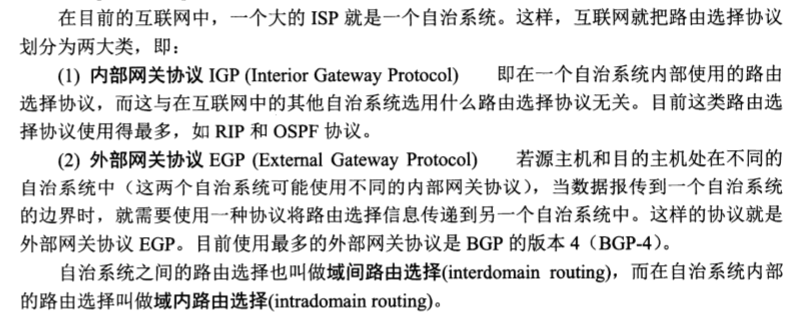 在目前的互联网中，一个大的 ISP 就是一个自治系统。这样，互联网就把路由选择协议
划分为两大类，即：
(1) 内部网关协议 IGP (Interior Gateway Protocol) 即在一个自治系统内部使用的路由
选择协议，而这与在互联网中的其他自治系统选用什么路由选择协议无关。目前这类路由选
择协议使用得最多，如 RIP 和 OSPF 协议。
(2) 外部网关协议 EGP (External Gateway Protocol) 若源主机和目的主机处在不同的
自治系统中（这两个自治系统可能使用不同的内部网关协议），当数据报传到一个自治系统
的边界时，就需要使用一种协议将路由选择信息传递到另一个自治系统中。这样的协议就是
外部网关协议 EGP。目前使用最多的外部网关协议是 BGP 的版本 4（BGP-4）。
自治系统之间的路由选择也叫做域间路由选择(interdomain routing)，而在自治系统内部
的路由选择叫做域内路由选择(intradomain routing)。